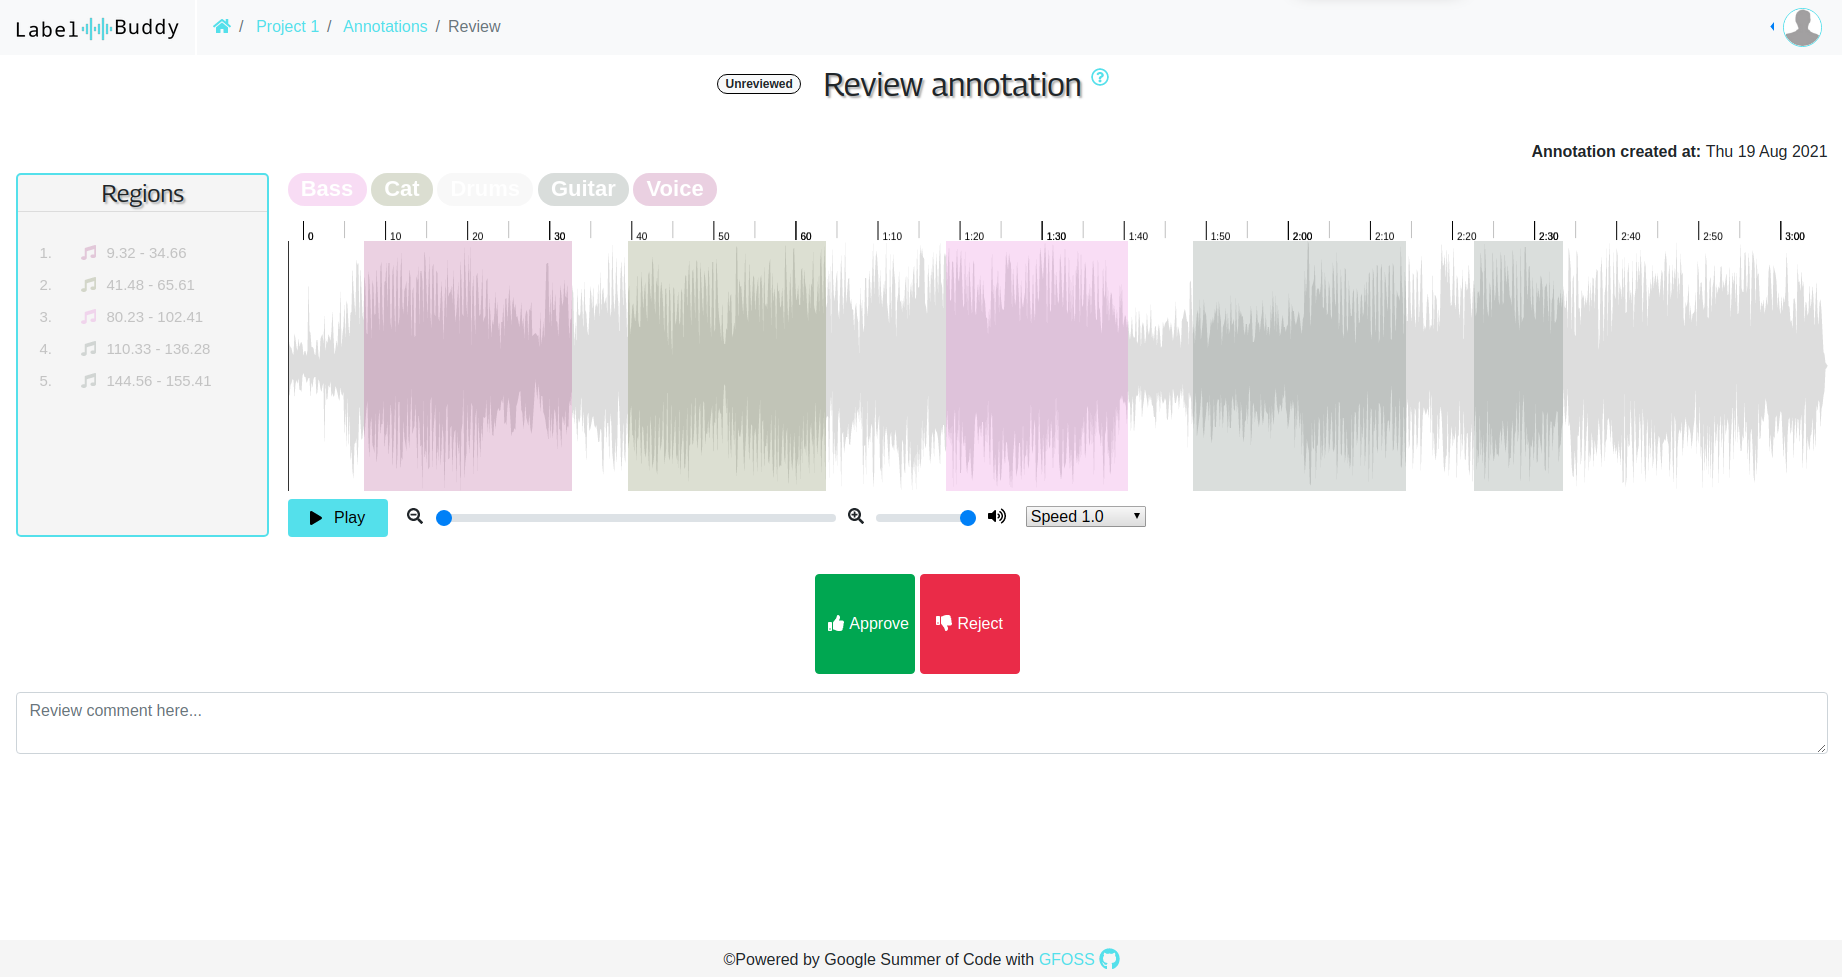 Label Buddy / Project 1 / Annotations / Review
Unreviewed Review annotation
Annotation created at: Thu 19 Aug 2021
Regions
1. 9.32 - 34.66
2. 41.48 - 65.61
3. 80.23 - 102.41
4. 110.33 - 136.28
5. 144.56 - 155.41
Bass Cat Drums Guitar Voice
0 10 20 30 40 50 60 1:10 1:20 1:30 1:40 1:50 2:00 2:10 2:20 2:30 2:40 2:50 3:00
Play Speed 1.0
Approve Reject
Review comment here...
©Powered by Google Summer of Code with GFOSS